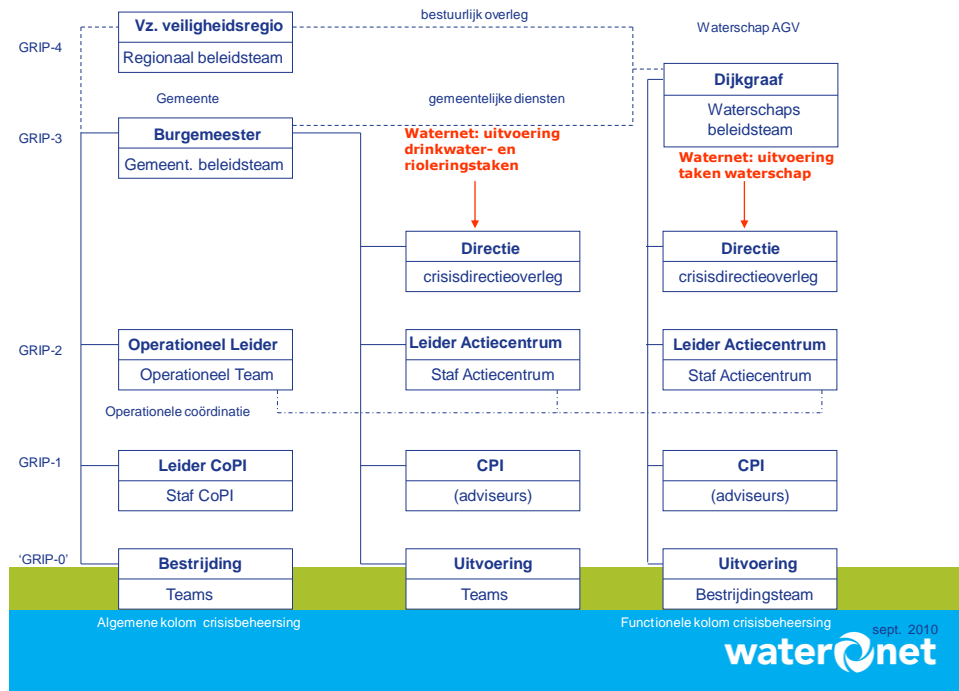 bestuurlijk overleg
Vz. veiligheidsregio
Waterschap AGV
GRIP-4
Regionaal beleidsteam
Dijkgraaf
Gemeente
gemeentelijke diensten
Waterschaps
beleidsteam
GRIP-3
Burgemeester
Gemeent. beleidsteam
Waternet: uitvoering
drinkwater- en
rioleringstaken
Waternet: uitvoering
taken waterschap
Directie
crisisdirectieoverleg
Directie
crisisdirectieoverleg
GRIP-2
Operationeel Leider
Operationeel Team
Leider Actiecentrum
Staf Actiecentrum
Leider Actiecentrum
Staf Actiecentrum
Operationele coördinatie
GRIP-1
Leider CoPI
Staf CoPI
CPI
(adviseurs)
CPI
(adviseurs)
‘GRIP-0’
Bestrijding
Teams
Uitvoering
Teams
Uitvoering
Bestrijdingsteam
Algemene kolom crisisbeheersing
Functionele kolom crisisbeheersing
sept. 2010
waternet